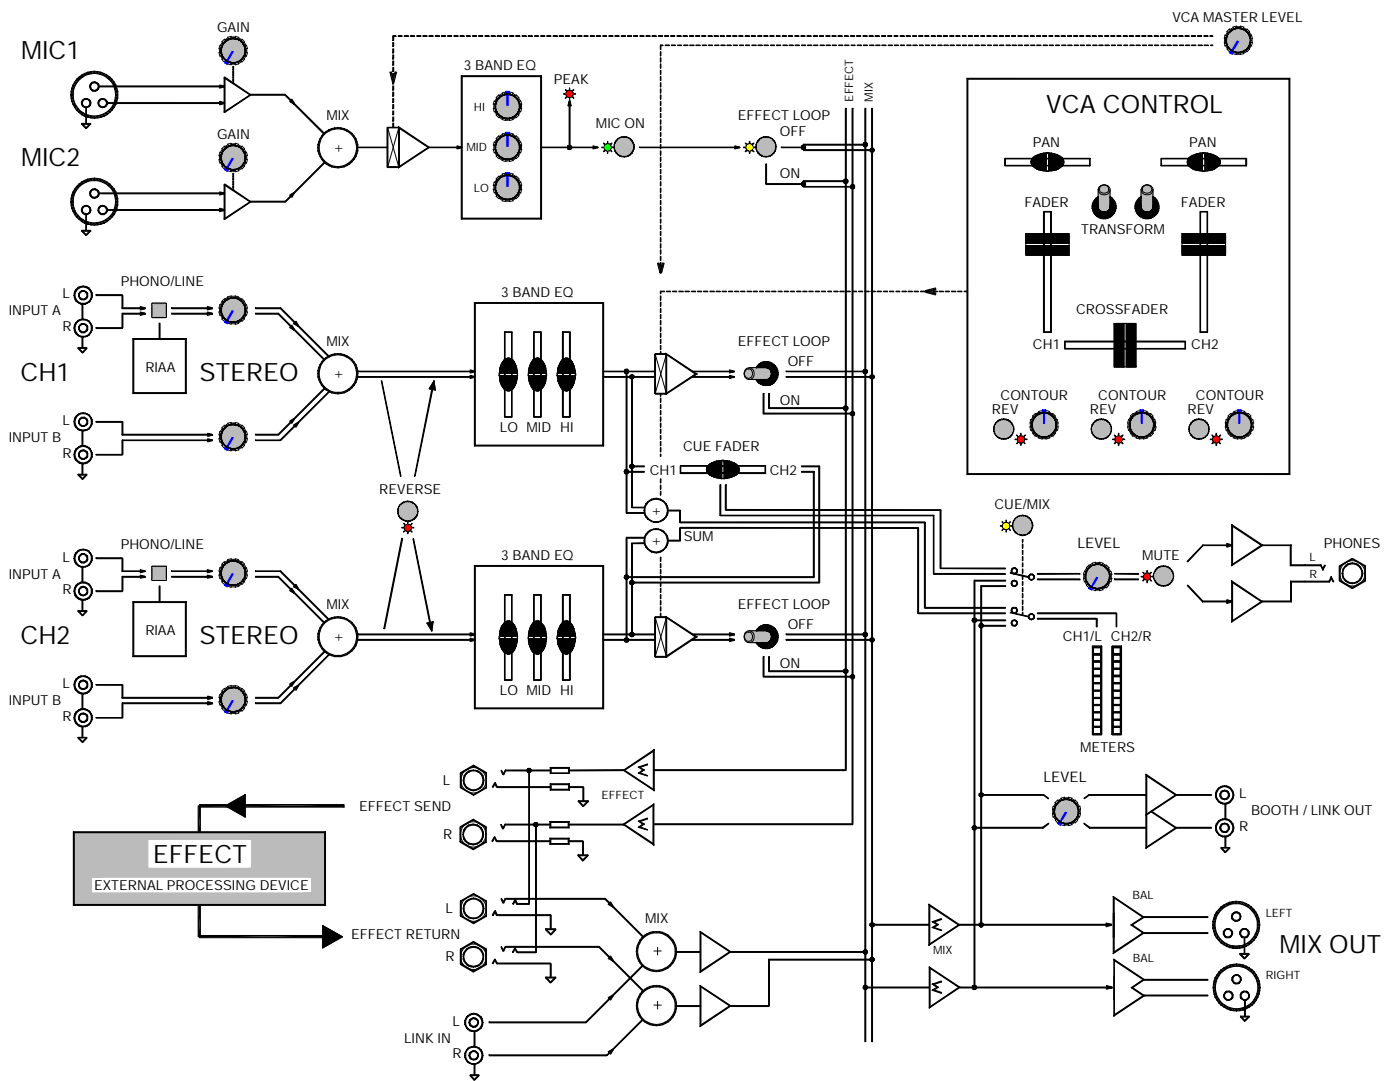 VCA MASTER LEVEL
MIC1
GAIN
MIX
3 BAND EQ
HI
MID
LO
PEAK
MIC ON
EFFECT LOOP
OFF
ON
EFFECT
MIX
MIC2
GAIN
VCA CONTROL
PAN
PAN
FADER
FADER
TRANSFORM
CROSSFADER
CH1
CH2
CONTOUR
REV
CONTOUR
REV
CONTOUR
REV
PHONO/LINE
L
INPUT A
R
RIAA
CH1
STEREO
MIX
L
INPUT B
R
3 BAND EQ
LO MID HI
EFFECT LOOP
OFF
ON
CUE FADER
CH1
CH2
+
+
+
+
SUM
REVERSE
PHONO/LINE
L
INPUT A
R
RIAA
CH2
STEREO
MIX
+
L
INPUT B
R
3 BAND EQ
LO MID HI
EFFECT LOOP
OFF
ON
CUE/MIX
LEVEL
MUTE
L
R
PHONES
CH1/L CH2/R
METERS
L
EFFECT SEND
R
EFFECT
EFFECT
EXTERNAL PROCESSING DEVICE
L
EFFECT RETURN
R
MIX
+
+
L
LINK IN
R
LEVEL
L
R
BOOTH / LINK OUT
MIX
BAL
LEFT
MIX OUT
BAL
RIGHT